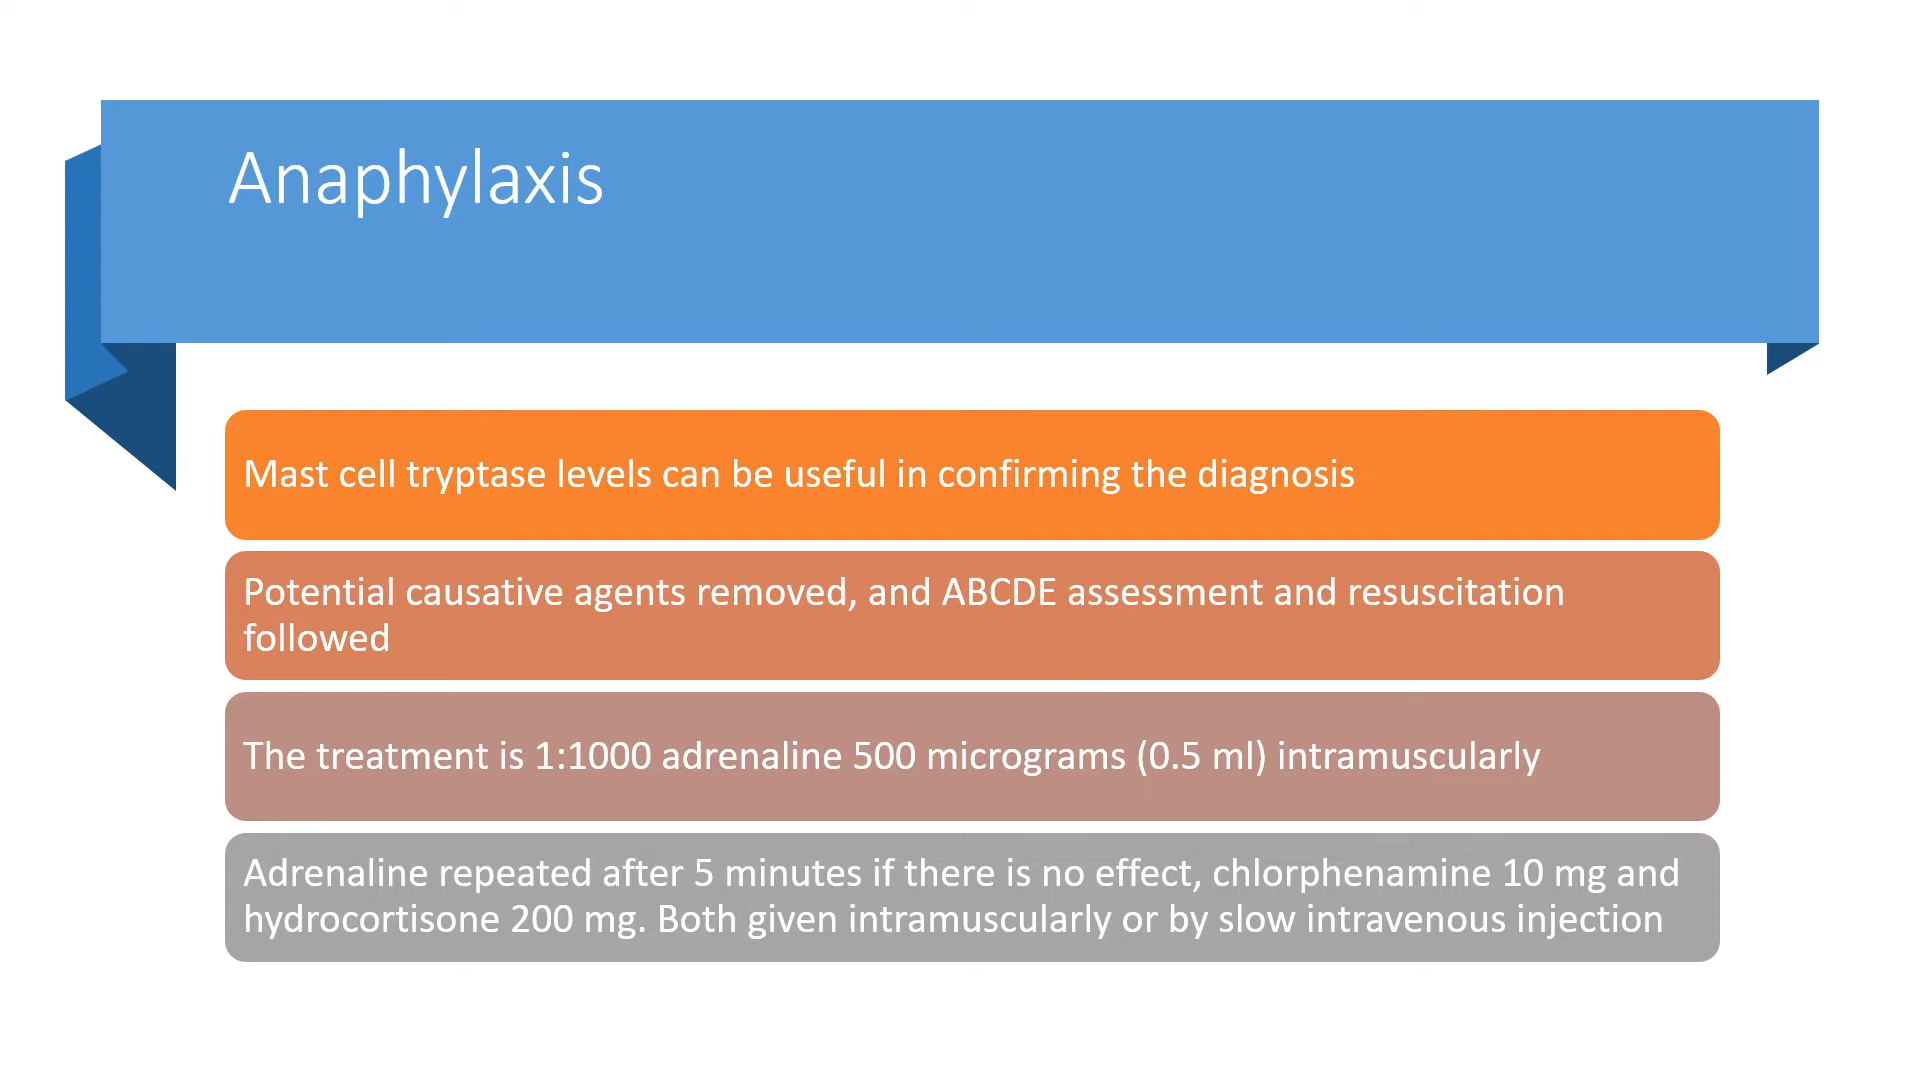 Anaphylaxis
Mast cell tryptase levels can be useful in confirming the diagnosis
Potential causative agents removed, and ABCDE assessment and resuscitation
followed
The treatment is 1:1000 adrenaline 500 micrograms (0.5 ml) intramuscularly
Adrenaline repeated after 5 minutes if there is no effect, chlorphenamine 10 mg and
hydrocortisone 200 mg. Both given intramuscularly or by slow intravenous injection